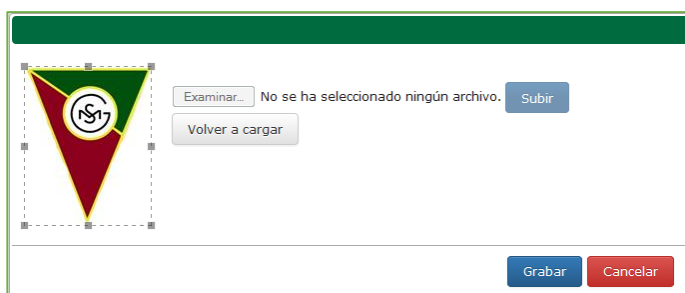 Examinar... No se ha seleccionado ningún archivo. Subir
Volver a cargar
Grabar Cancelar